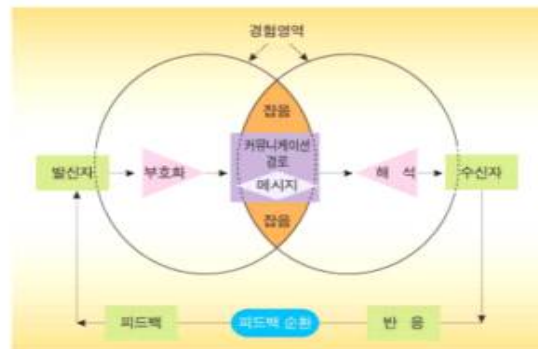 경험영역
잡음
커뮤니케이션
경로
발신자
부호화
메시지
해 석
수신자
잡음
피드백
피드백 순환
반 응